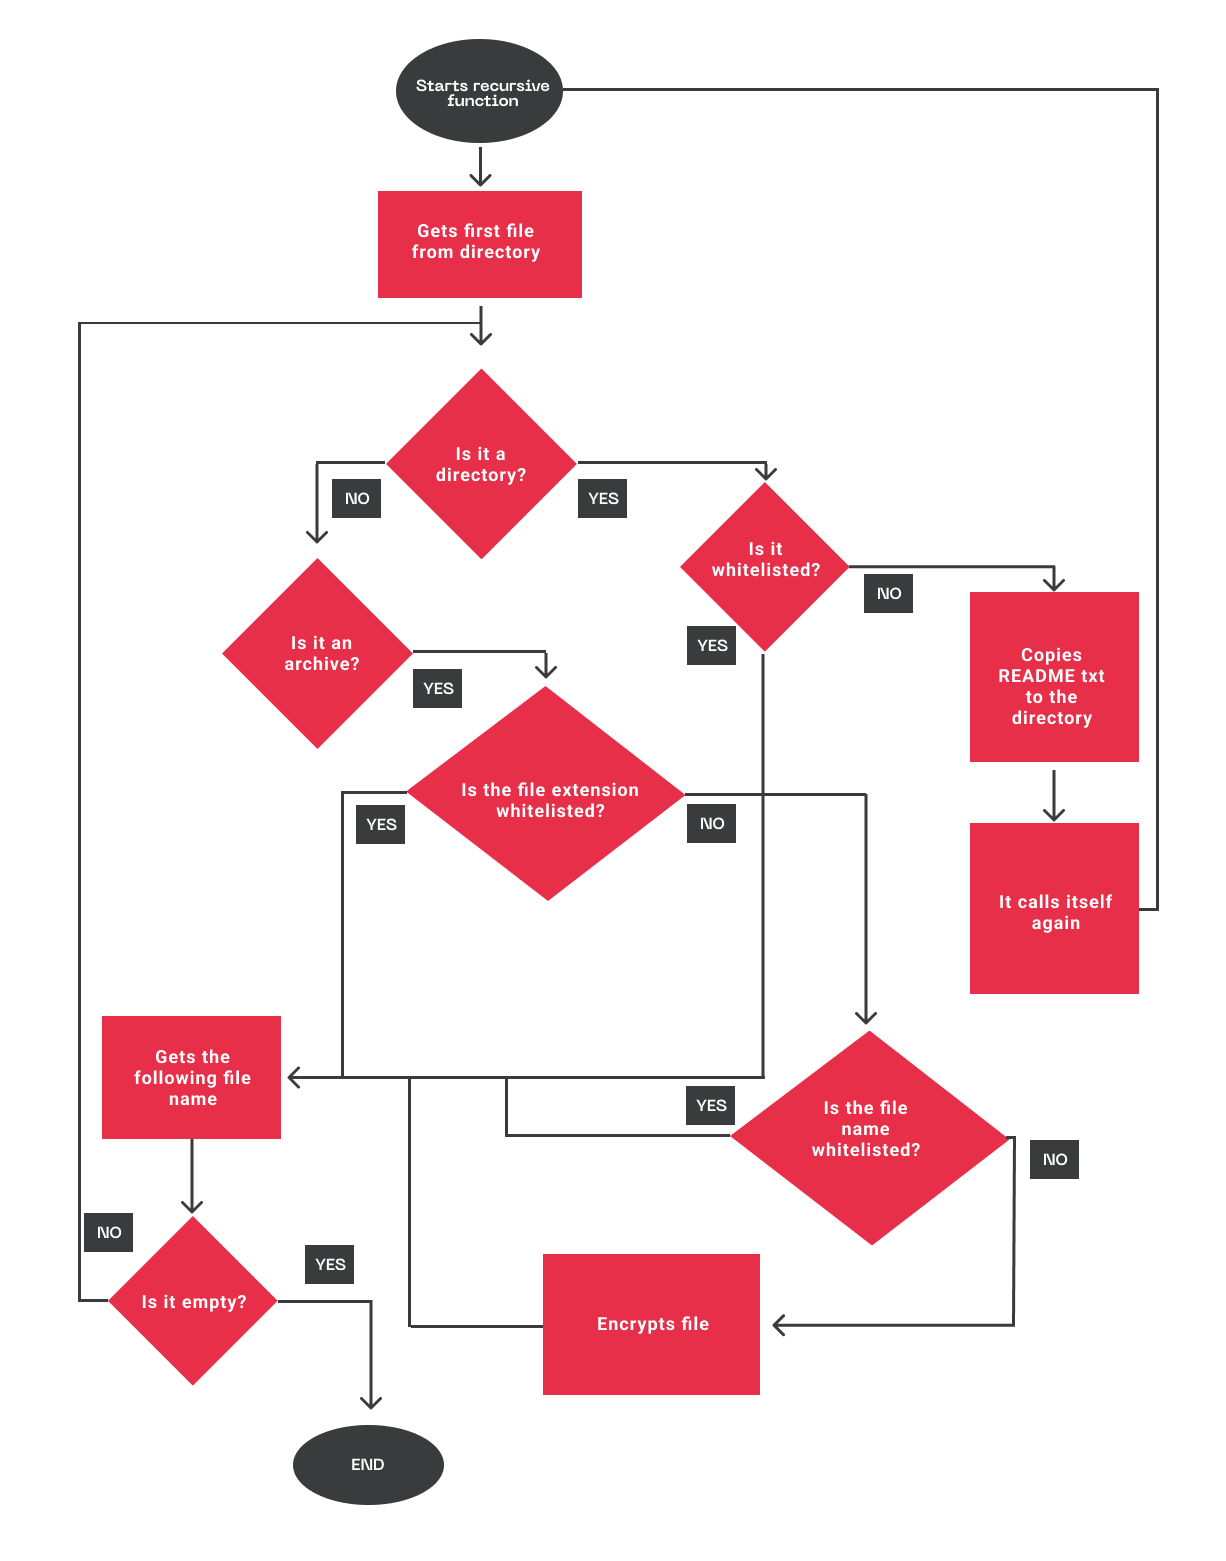 Starts recursive
function
Gets first file
from directory
Is it a
directory?
NO
YES
Is it
whitelisted?
NO
YES
Is it an
archive?
YES
Copies
README txt
to the
directory
Is the file extension
whitelisted?
YES
NO
It calls itself
again
Gets the
following file
name
YES
Is the file
name
whitelisted?
NO
NO
YES
Is it empty?
Encrypts file
END